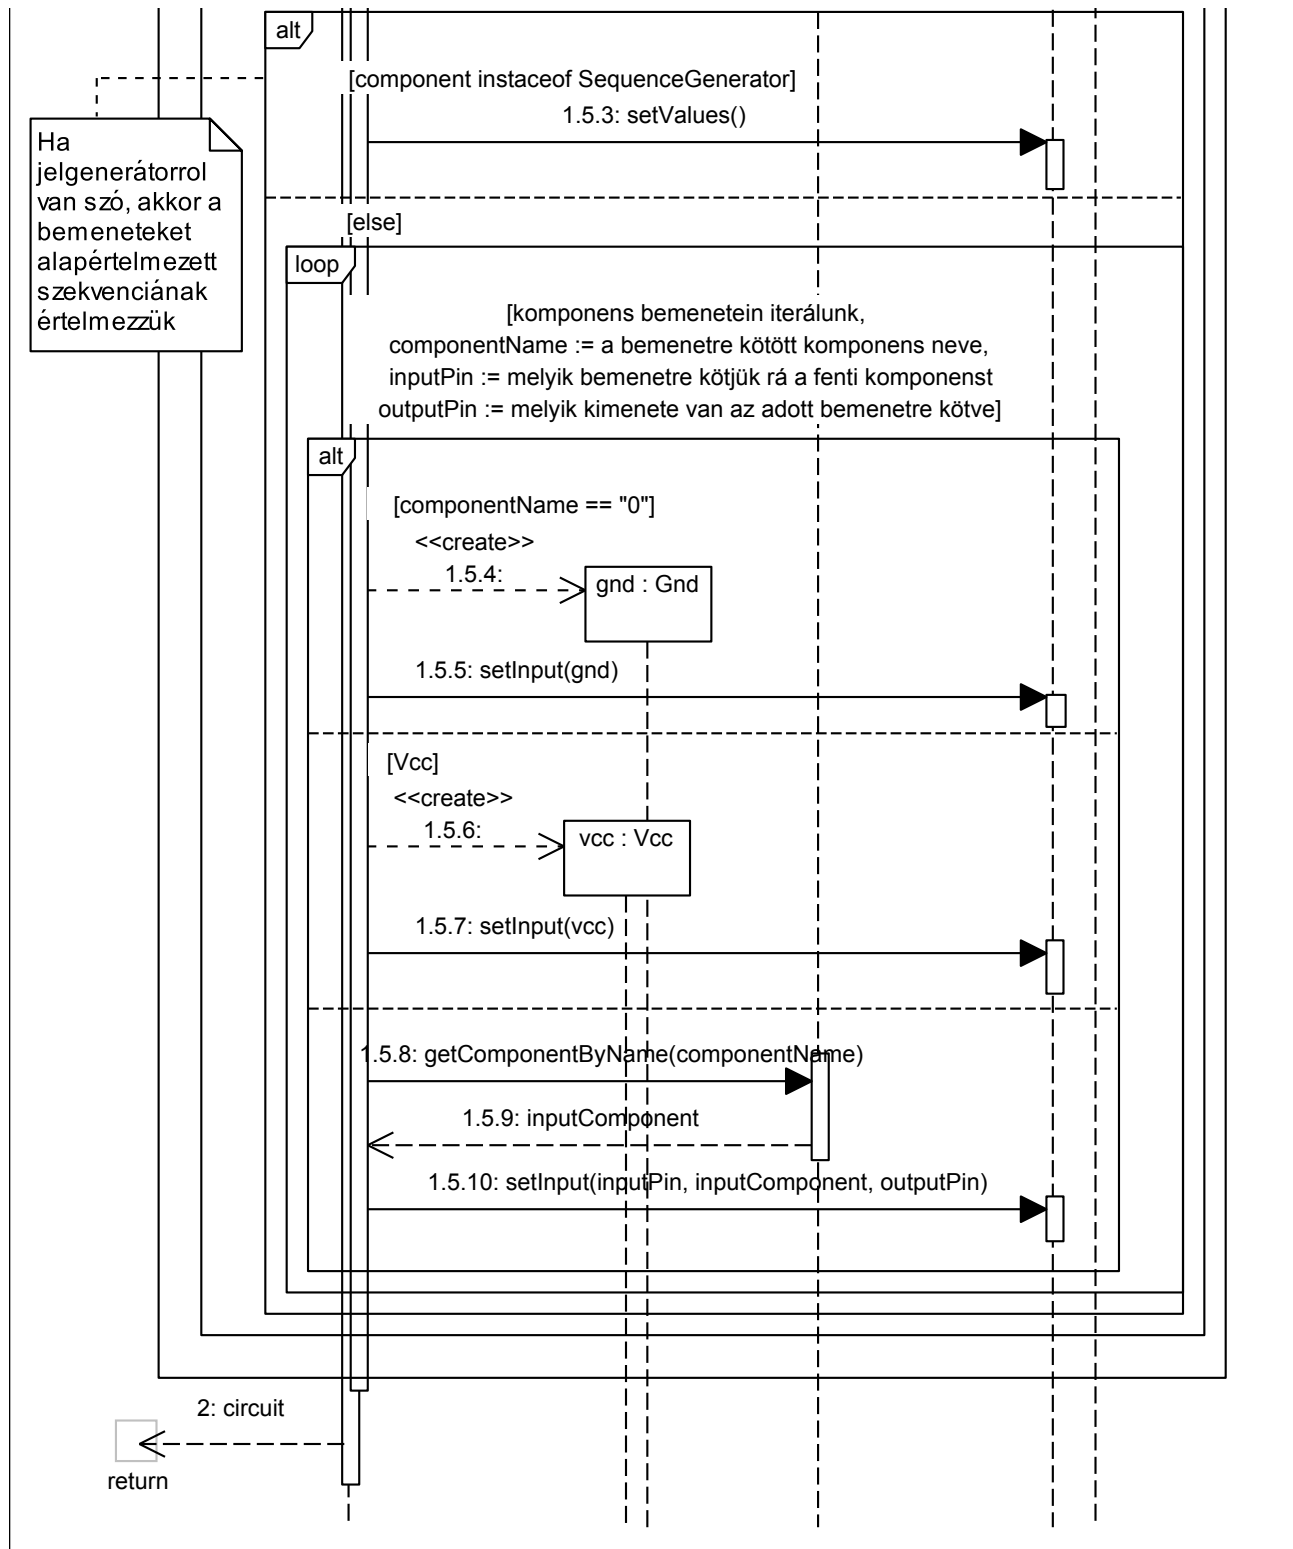 alt
[component instaceof SequenceGenerator]
1.5.3: setValues()
Ha
jelgenerátorrol
van szó, akkor a
bemeneteket
alapértelmezett
szekvenciának
értelmezzük
[else]
loop
[komponens bemenetein iterálunk,
componentName := a bemenetre kötött komponens neve,
inputPin := melyik bemenetre kötjük rá a fenti komponenst
outputPin := melyik kimenete van az adott bemenetre kötve]
alt
[componentName == "0"]
<<create>>
1.5.4:
gnd : Gnd
1.5.5: setInput(gnd)
[Vcc]
<<create>>
1.5.6:
vcc : Vcc
1.5.7: setInput(vcc)
1.5.8: getComponentByName(componentName)
1.5.9: inputComponent
1.5.10: setInput(inputPin, inputComponent, outputPin)
2: circuit
return